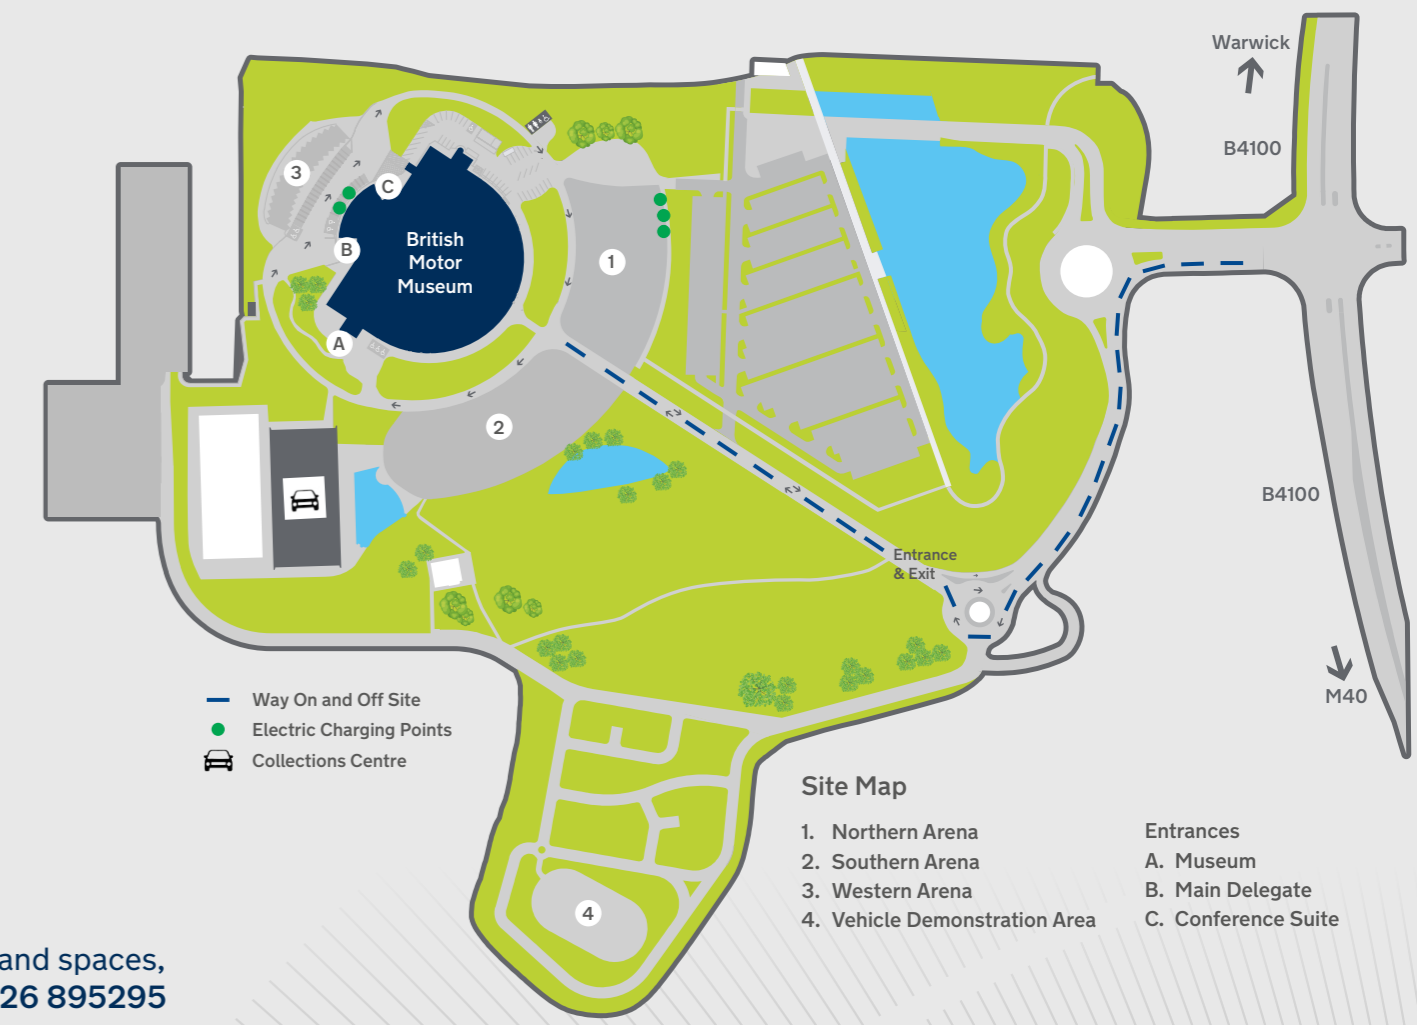 Warwick
B4100
3
C
B
British
Motor
Museum
1
A
2
B4100
Entrance
& Exit
M40
Way On and Off Site
Electric Charging Points
Collections Centre
Site Map
1. Northern Arena
2. Southern Arena
3. Western Arena
4. Vehicle Demonstration Area
Entrances
A. Museum
B. Main Delegate
C. Conference Suite
4
and spaces,
26 895295